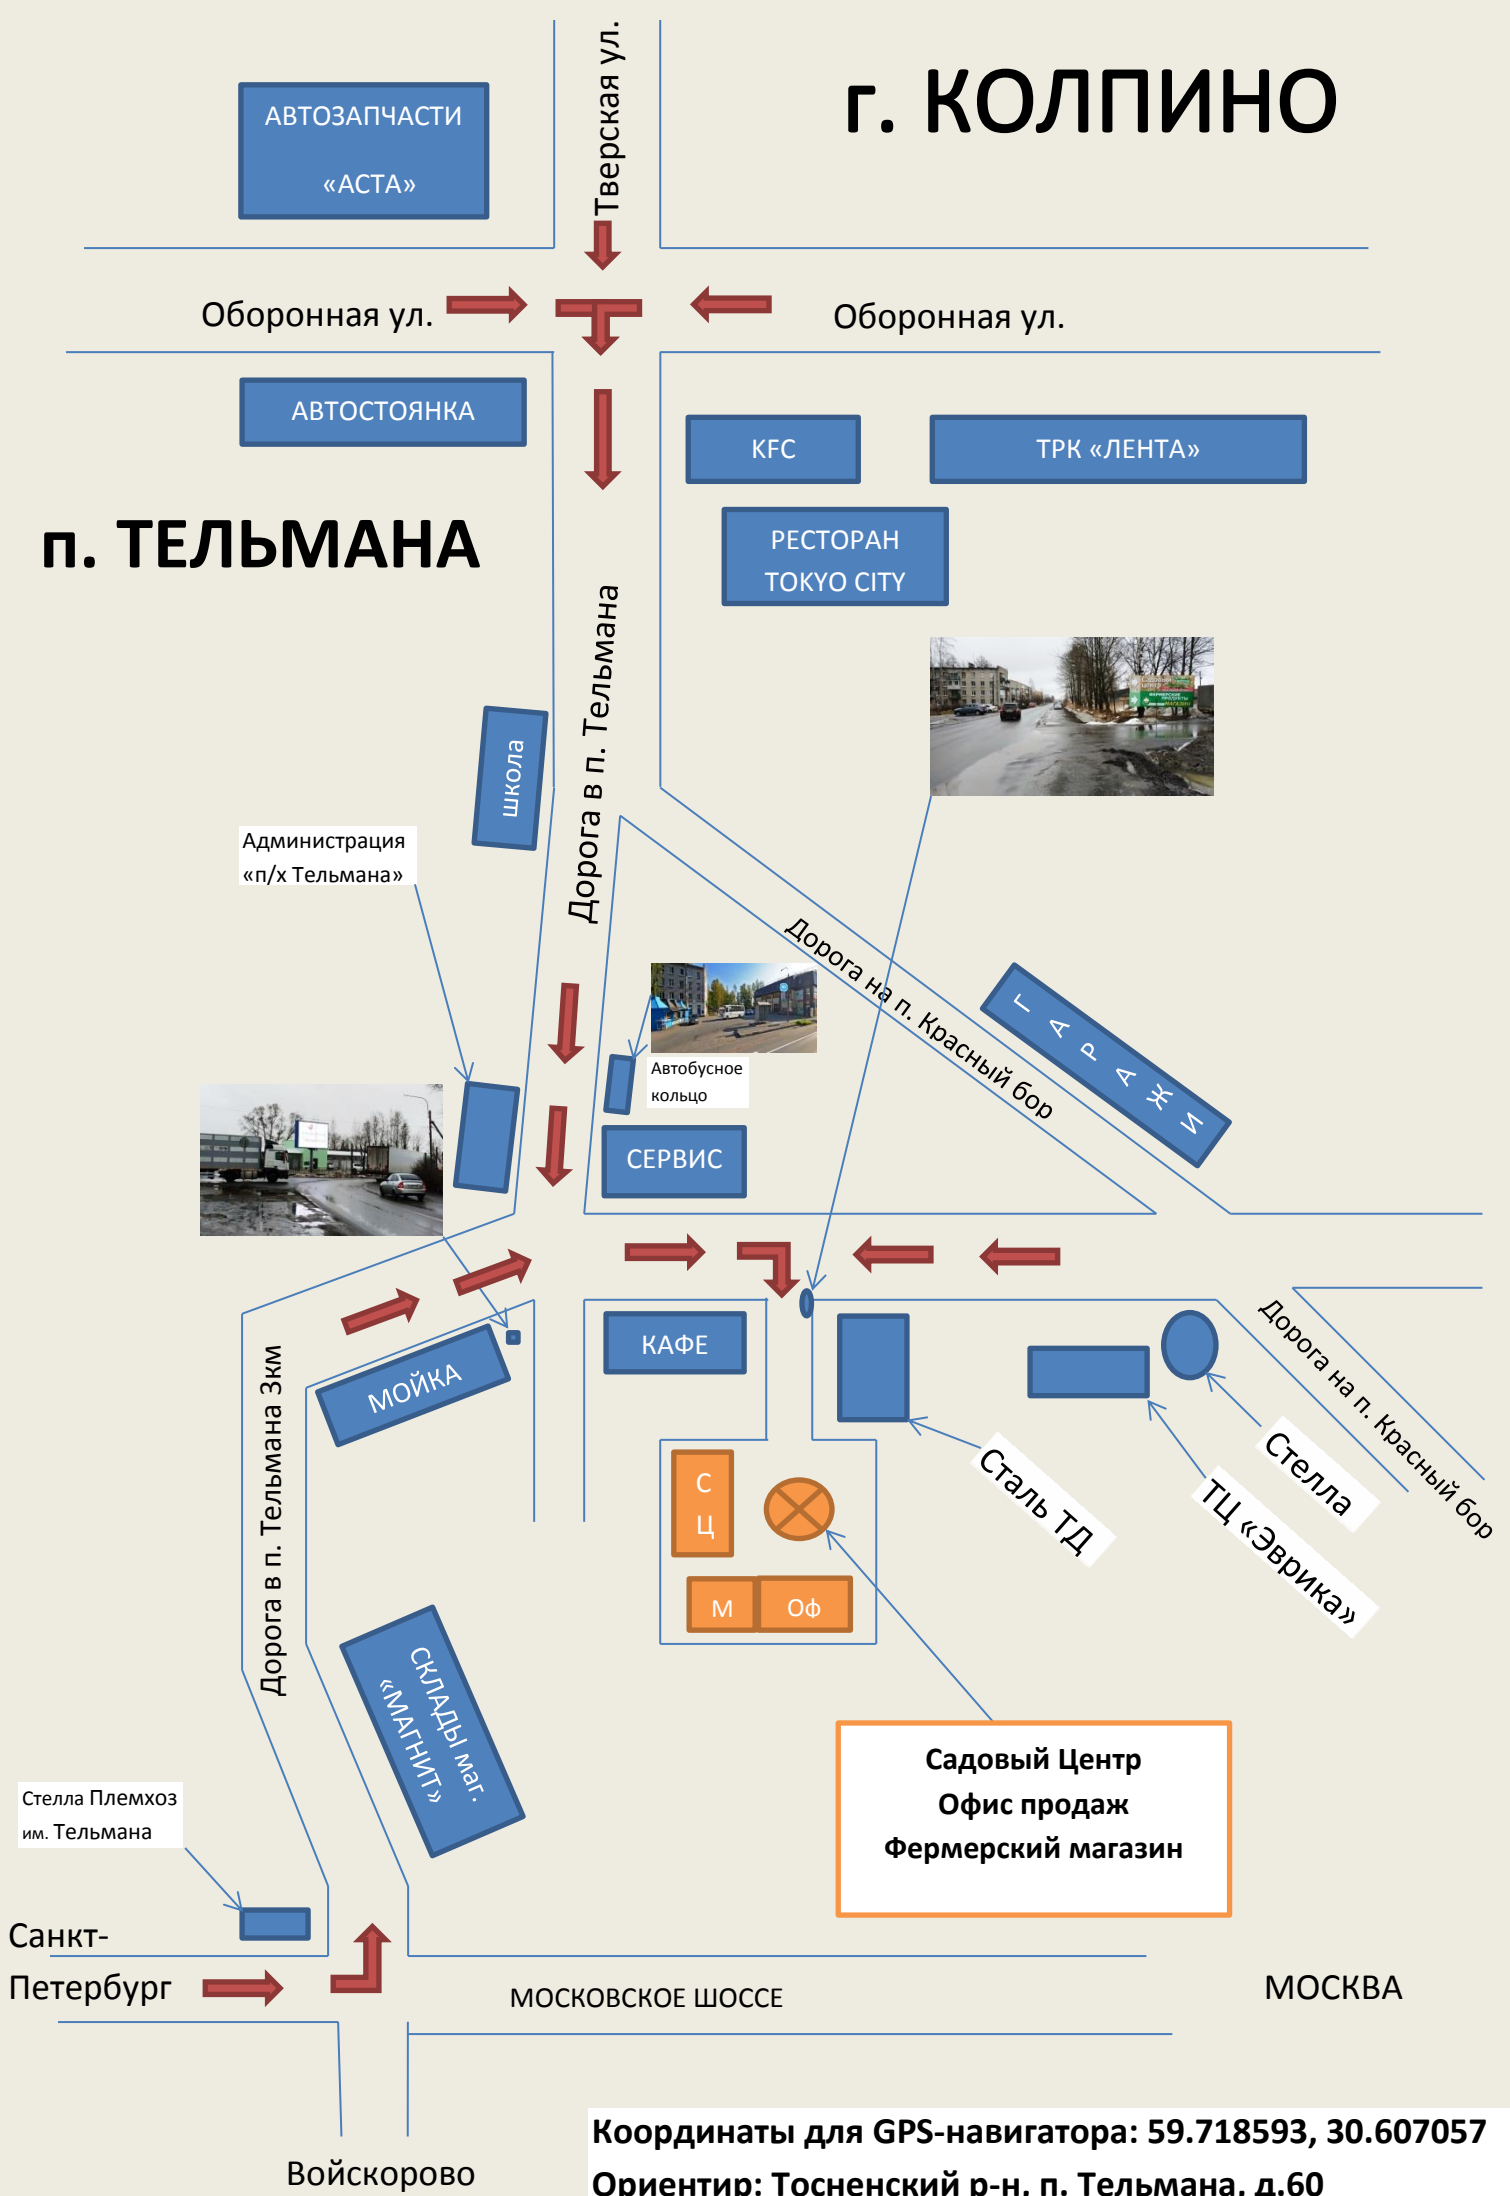 г. КОЛПИНО
Тверская ул.
АВТОЗАПЧАСТИ
«АСТА»
Оборонная ул.
Оборонная ул.
АВТОСТОЯНКА
KFC
ТРК «ЛЕНТА»
п. ТЕЛЬМАНА
РЕСТОРАН
TOKYO CITY
Дорога в п. Тельмана
школа
Администрация
«п/х Тельмана»
Дорога на п. Красный бор
ГАРАЖИ
Автобусное
кольцо
СЕРВИС
КАФЕ
МОЙКА
Дорога в п. Тельмана 3км
Дорога на п. Красный бор
Стелла
Сталь ТД
ТЦ «Эврика»
С
Ц
М
Оф
СКЛАДЫ маг.
«МАГНИТ»
Садовый Центр
Офис продаж
Фермерский магазин
Стелла Племхоз
им. Тельмана
Санкт-
Петербург
МОСКОВСКОЕ ШОССЕ
МОСКВА
Войскорово
Координаты для GPS-навигатора: 59.718593, 30.607057
Ориентир: Тосненский р-н, п. Тельмана, д.60